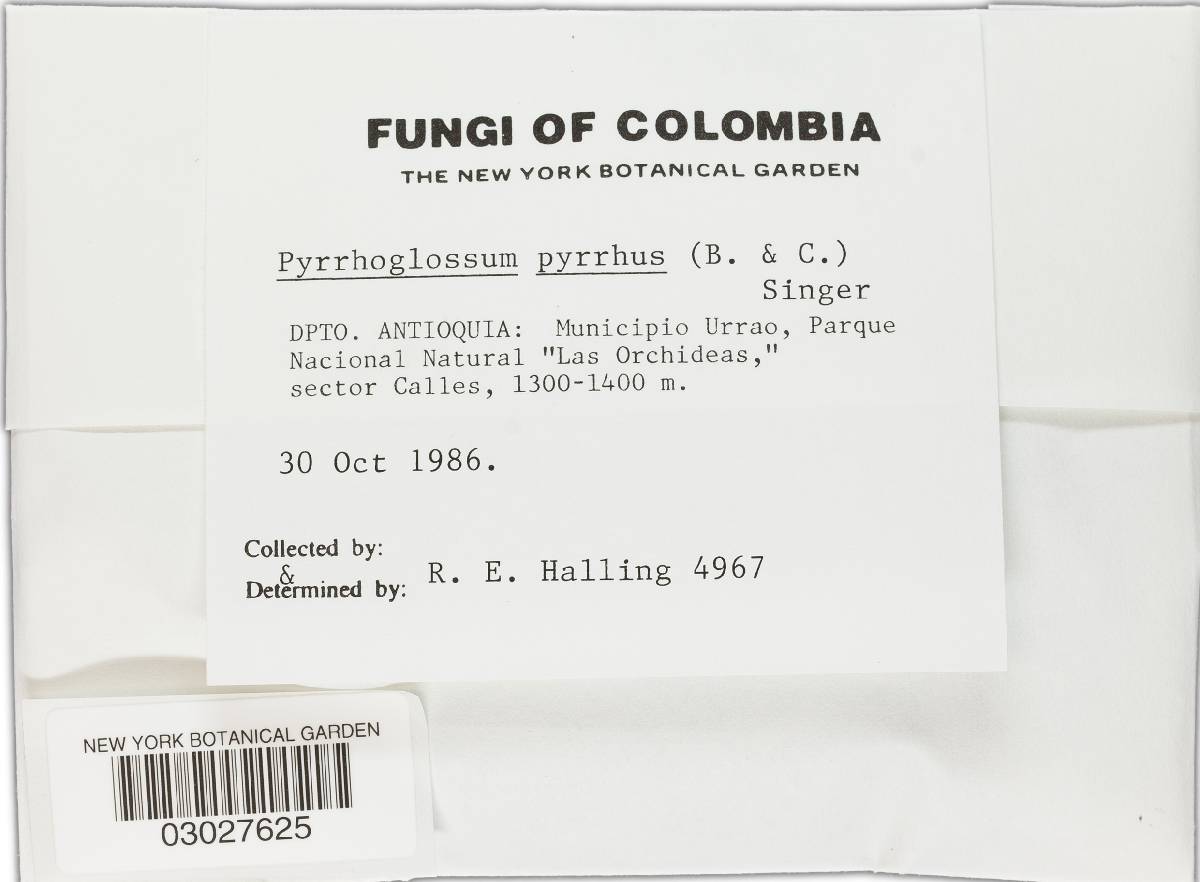 FUNGI OF COLOMBIA
THE NEW YORK BOTANICAL GARDEN
Pyrrhoglossum pyrrhus (B. & C.)
Singer
DPTO. ANTIOQUIA: Municipio Urrao, Parque
Nacional Natural "Las Orchideas,"
sector Calles, 1300-1400 m.
30 Oct 1986.
Collected by:
&
Determined by: R. E. Halling 4967
NEW YORK BOTANICAL GARDEN
03027625